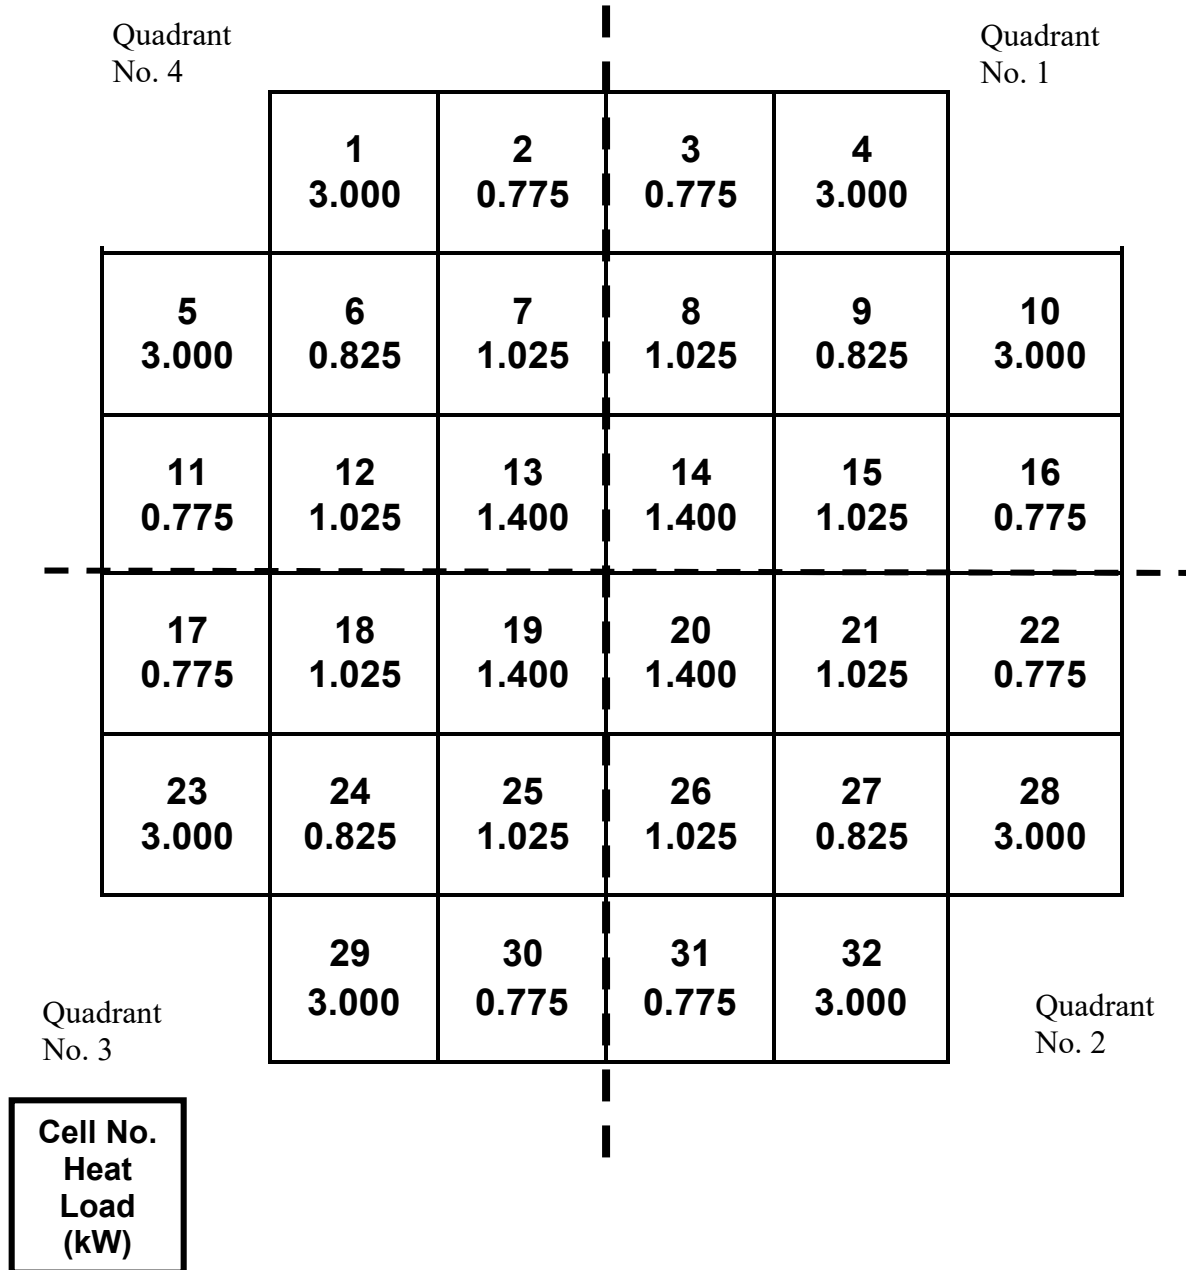 Quadrant
No. 4
Quadrant
No. 1
1 2 3 4
3.000 0.775 0.775 3.000
5 6 7 8 9 10
3.000 0.825 1.025 1.025 0.825 3.000
11 12 13 14 15 16
0.775 1.025 1.400 1.400 1.025 0.775
17 18 19 20 21 22
0.775 1.025 1.400 1.400 1.025 0.775
23 24 25 26 27 28
3.000 0.825 1.025 1.025 0.825 3.000
29 30 31 32
3.000 0.775 0.775 3.000
Quadrant
No. 3
Quadrant
No. 2
Cell No.
Heat
Load
(kW)